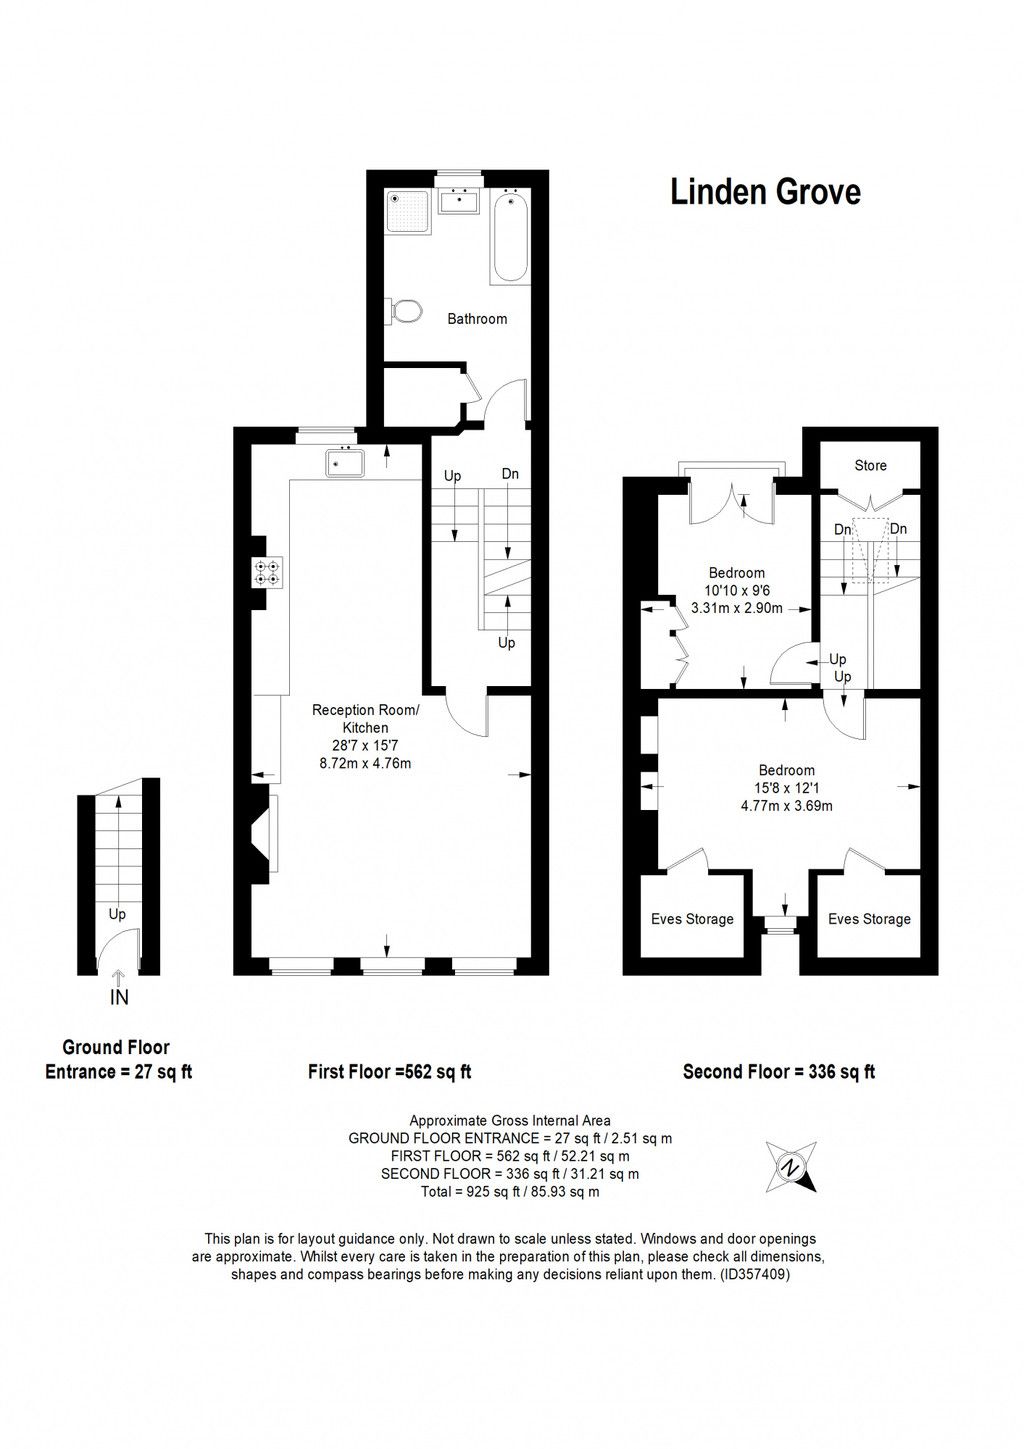 Linden Grove
Bathroom
Up
Dn
Up
Reception Room/
Kitchen
28'7 x 15'7
8.72m x 4.76m
Store
Dn
Dn
Bedroom
10'10 x 9'6
3.31m x 2.90m
Up
Up
Bedroom
15'8 x 12'1
4.77m x 3.69m
Eves Storage
Eves Storage
Up
IN
Ground Floor
Entrance = 27 sq ft
First Floor =562 sq ft
Second Floor = 336 sq ft
Approximate Gross Internal Area
GROUND FLOOR ENTRANCE = 27 sq ft / 2.51 sq m
FIRST FLOOR = 562 sq ft / 52.21 sq m
SECOND FLOOR = 336 sq ft / 31.21 sq m
Total = 925 sq ft / 85.93 sq m
N
This plan is for layout guidance only. Not drawn to scale unless stated. Windows and door openings
are approximate. Whilst every care is taken in the preparation of this plan, please check all dimensions,
shapes and compass bearings before making any decisions reliant upon them. (ID357409)